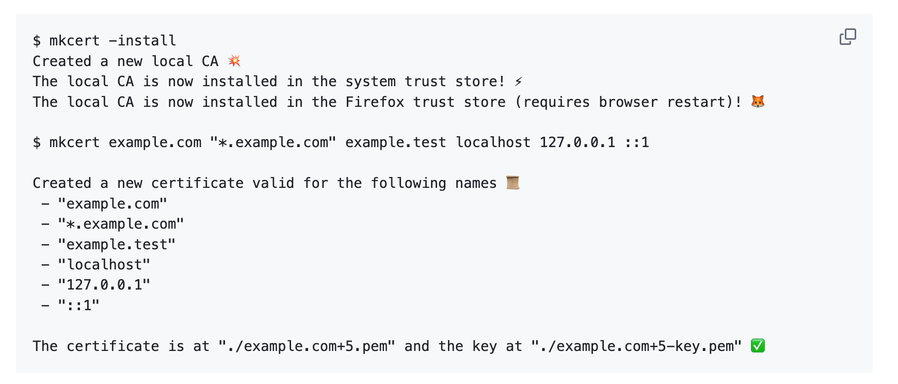 $ mkcert -install
Created a new local CA 💥
The local CA is now installed in the system trust store! ⚡️
The local CA is now installed in the Firefox trust store (requires browser restart)! 🦊
$ mkcert example.com "*.example.com" example.test localhost 127.0.0.1 ::1
Created a new certificate valid for the following names 📜
- "example.com"
- "*.example.com"
- "example.test"
- "localhost"
- "127.0.0.1"
- "::1"
The certificate is at "./example.com+5.pem" and the key at "./example.com+5-key.pem" ✅